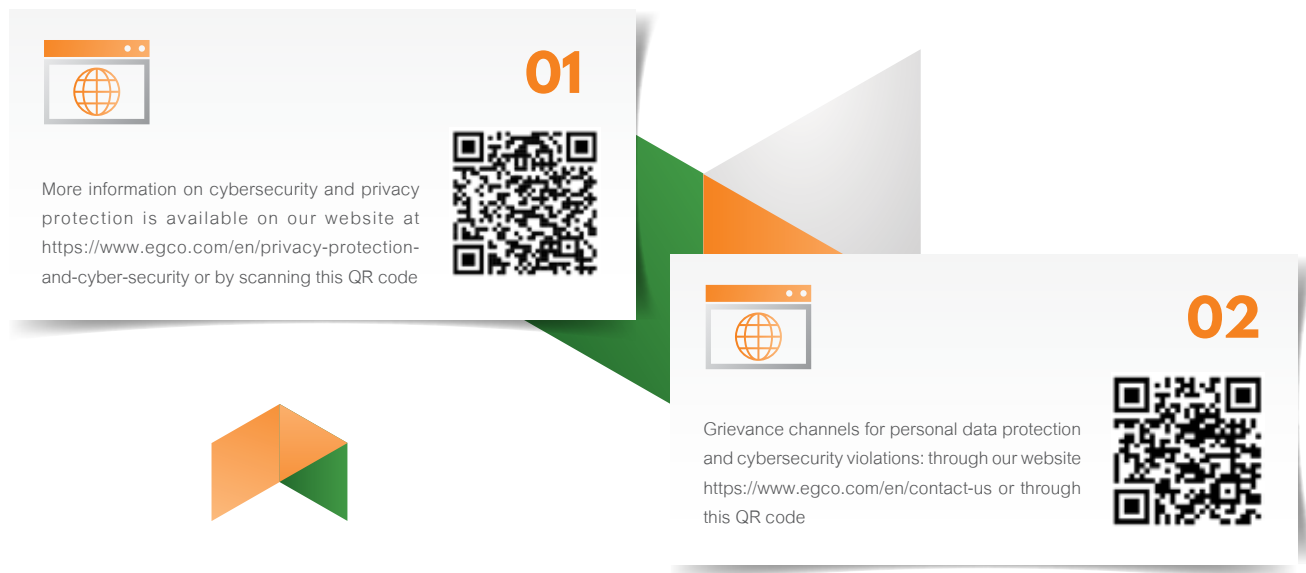 01
More information on cybersecurity and privacy
protection is available on our website at
https://www.egco.com/en/privacy-protection-
and-cyber-security or by scanning this QR code
02
Grievance channels for personal data protection
and cybersecurity violations: through our website
https://www.egco.com/en/contact-us or through
this QR code